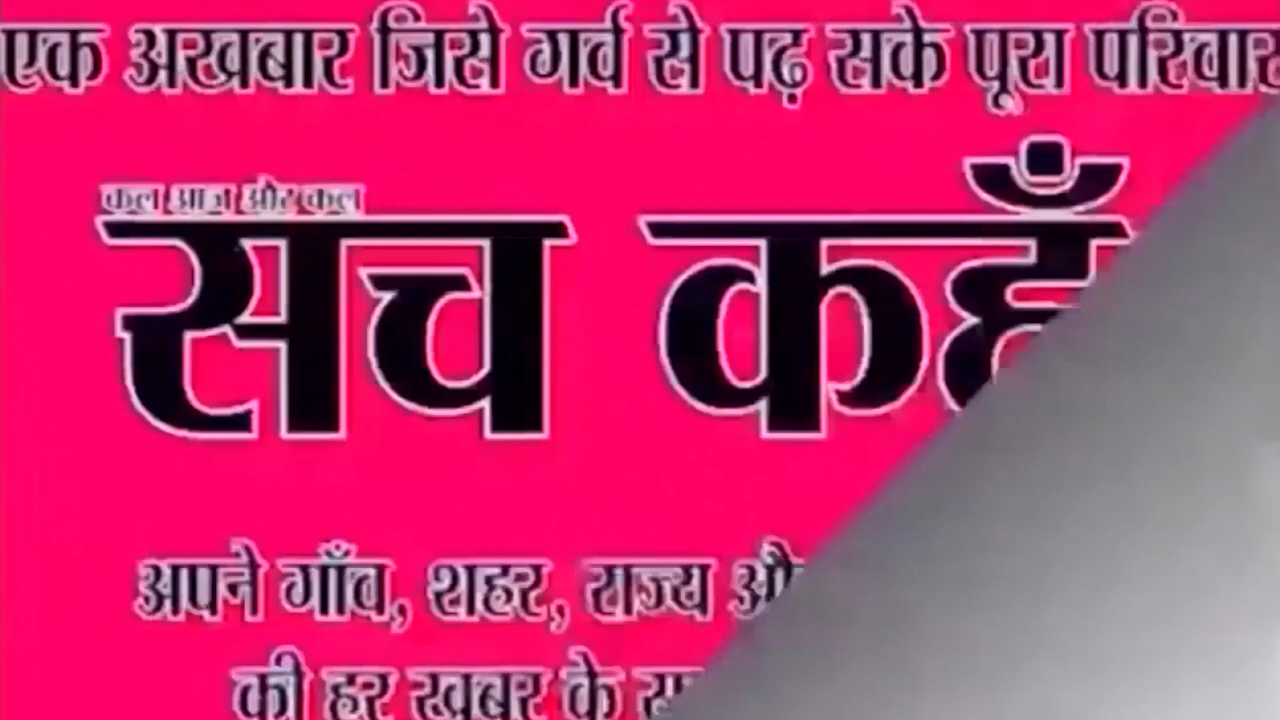 एक अखबार जिसे गर्व से पढ़ सके पूरा परिवार
कल आज और कल
सच कहूँ
अपने गाँव, शहर, राज्य
की हर खबर के